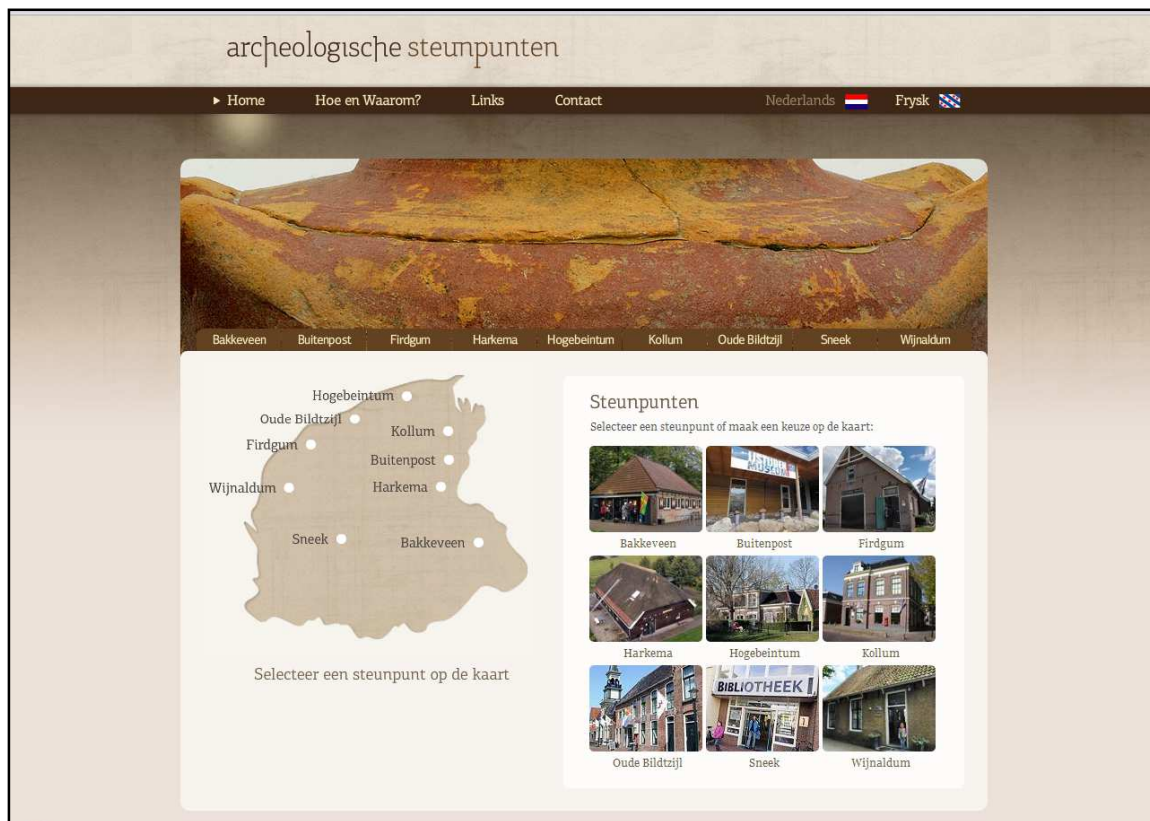 archeologische steunpunten
Home Hoe en Waarom? Links Contact Nederlands Frysk
Bakkeveen Buitenpost Firdgum Harkema Hogebeintum Kollum Oude Bildtzijl Sneek Wijnaldum
Hogebeintum
Oude Bildtzijl
Kollum
Firdgum
Buitenpost
Wijnaldum
Harkema
Sneek
Bakkeveen
Selecteer een steunpunt op de kaart
Steunpunten
Selecteer een steunpunt of maak een keuze op de kaart:
MUSEUM
Bakkeveen Buitenpost Firdgum
Harkema Hogebeintum Kollum
BIBLIOTHEEK
Oude Bildtzijl Sneek Wijnaldum